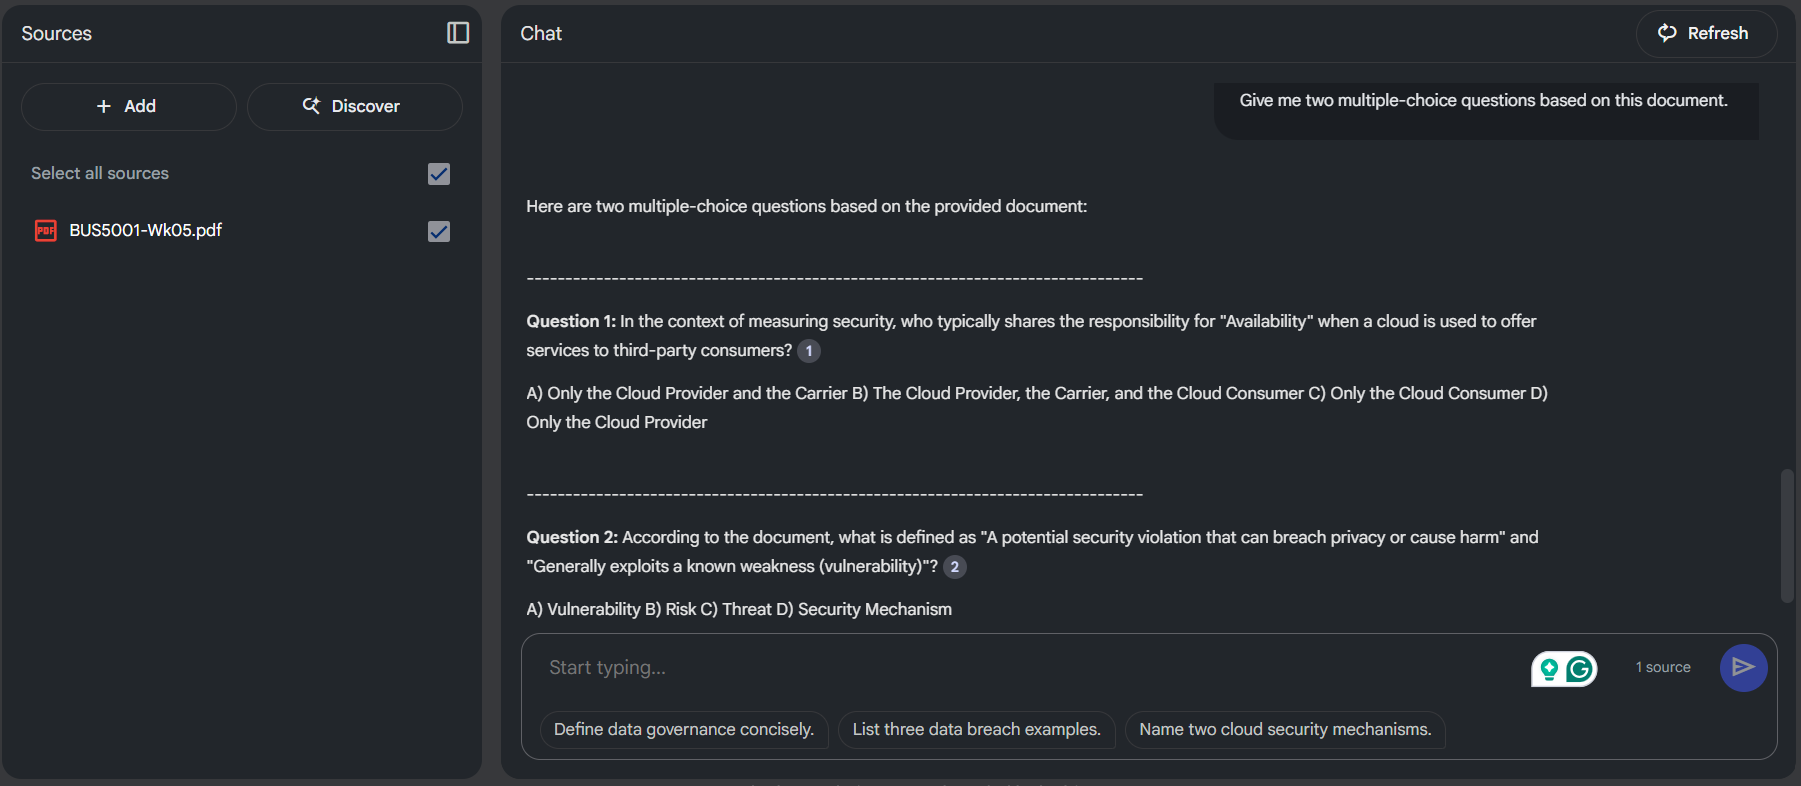 Sources
Add
Discover
Select all sources
PDF
BUS5001-Wk05.pdf
Chat
Refresh
Give me two multiple-choice questions based on this document.
Here are two multiple-choice questions based on the provided document:
--------------------------------------------------------------------------------
Question 1: In the context of measuring security, who typically shares the responsibility for "Availability" when a cloud is used to offer
services to third-party consumers? 1
A) Only the Cloud Provider and the Carrier B) The Cloud Provider, the Carrier, and the Cloud Consumer C) Only the Cloud Consumer D)
Only the Cloud Provider
--------------------------------------------------------------------------------
Question 2: According to the document, what is defined as "A potential security violation that can breach privacy or cause harm" and
"Generally exploits a known weakness (vulnerability)"? 2
A) Vulnerability B) Risk C) Threat D) Security Mechanism
Start typing...
G
1 source
Define data governance concisely.
List three data breach examples.
Name two cloud security mechanisms.